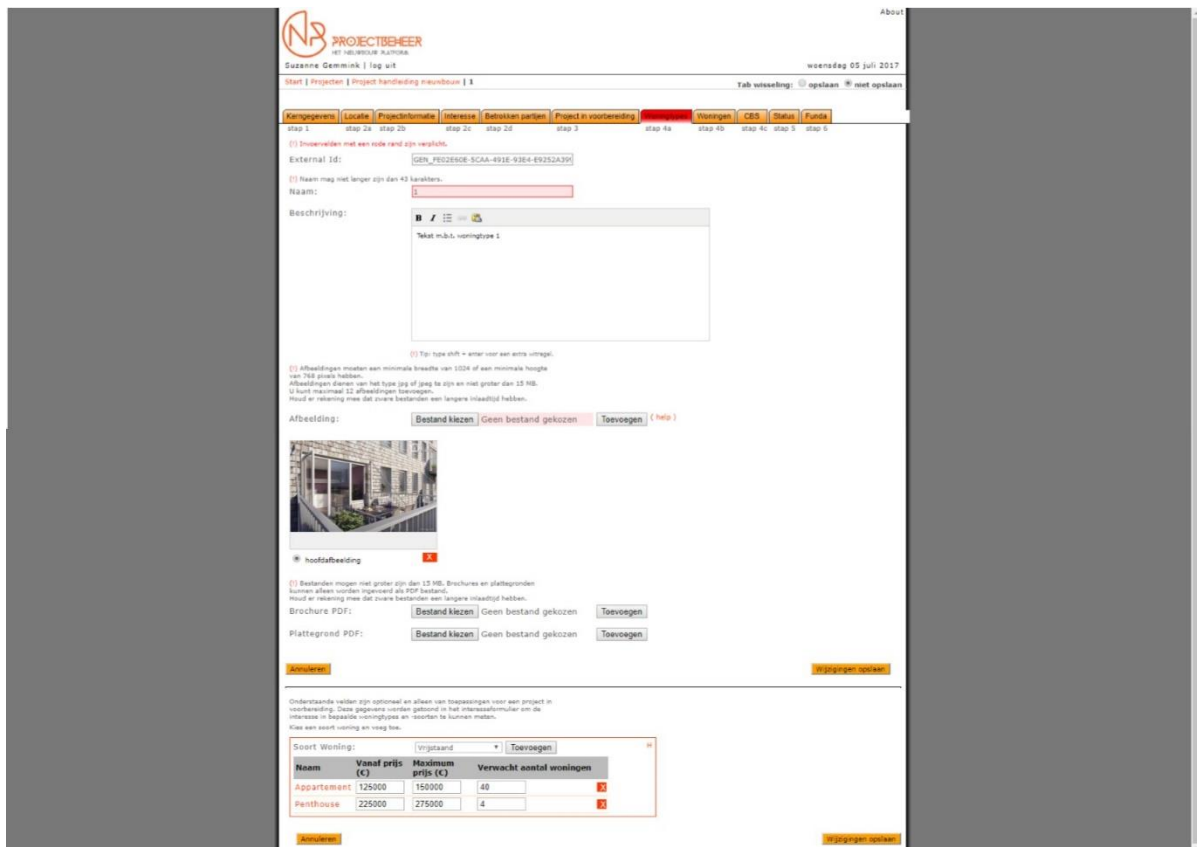 About
NP PROJECTBEHEER
HET NIEUWBOUW PLATFORM
Suzanne Gemmink | log uit
woensdag 05 juli 2017
Start | Projecten | Project handleiding nieuwbouw | 1
Tab wisseling: opslaan niet opslaan
Kerngegevens Locatie Projectinformatie Interesse Betrokken partijen Project in voorbereiding Woningtypes Woningen CBS Status Funda
stap 1 stap 2a stap 2b stap 2c stap 2d stap 3 stap 4a stap 4b stap 4c stap 5 stap 6
(!) Invoervelden met een rode rand zijn verplicht.
External Id: GEN_FE02E60E-5CAA-491E-93E4-E9252A39
(!) Naam mag niet langer zijn dan 43 karakters.
Naam: 1
Beschrijving:
B I
Tekst m.b.t. woningtype 1
(!) Tip: type shift + enter voor een extra witregel.
(!) Afbeeldingen moeten een minimale breedte van 1024 of een minimale hoogte
van 768 pixels hebben.
Afbeeldingen dienen van het type jpg of jpeg te zijn en niet groter dan 15 MB.
U kunt maximaal 12 afbeeldingen toevoegen.
Houd er rekening mee dat zware bestanden een langere inlaadtijd hebben.
Afbeelding: Bestand kiezen Geen bestand gekozen Toevoegen ( help )
hoofdafbeelding X
(!) Bestanden mogen niet groter zijn dan 15 MB. Brochures en plattegronden
kunnen alleen worden ingevoerd als PDF bestand.
Houd er rekening mee dat zware bestanden een langere inlaadtijd hebben.
Brochure PDF: Bestand kiezen Geen bestand gekozen Toevoegen
Plattegrond PDF: Bestand kiezen Geen bestand gekozen Toevoegen
Annuleren Wijzigingen opslaan
Onderstaande velden zijn optioneel en alleen van toepassingen voor een project in
voorbereiding. Deze gegevens worden getoond in het interesseformulier om de
interesse in bepaalde woningtypes en -soorten te kunnen meten.
Kies een soort woning en voeg toe.
Soort Woning: Vrijstaand Toevoegen
Naam Vanaf prijs (€) Maximum prijs (€) Verwacht aantal woningen
Appartement 125000 150000 40 X
Penthouse 225000 275000 4 X
Annuleren Wijzigingen opslaan